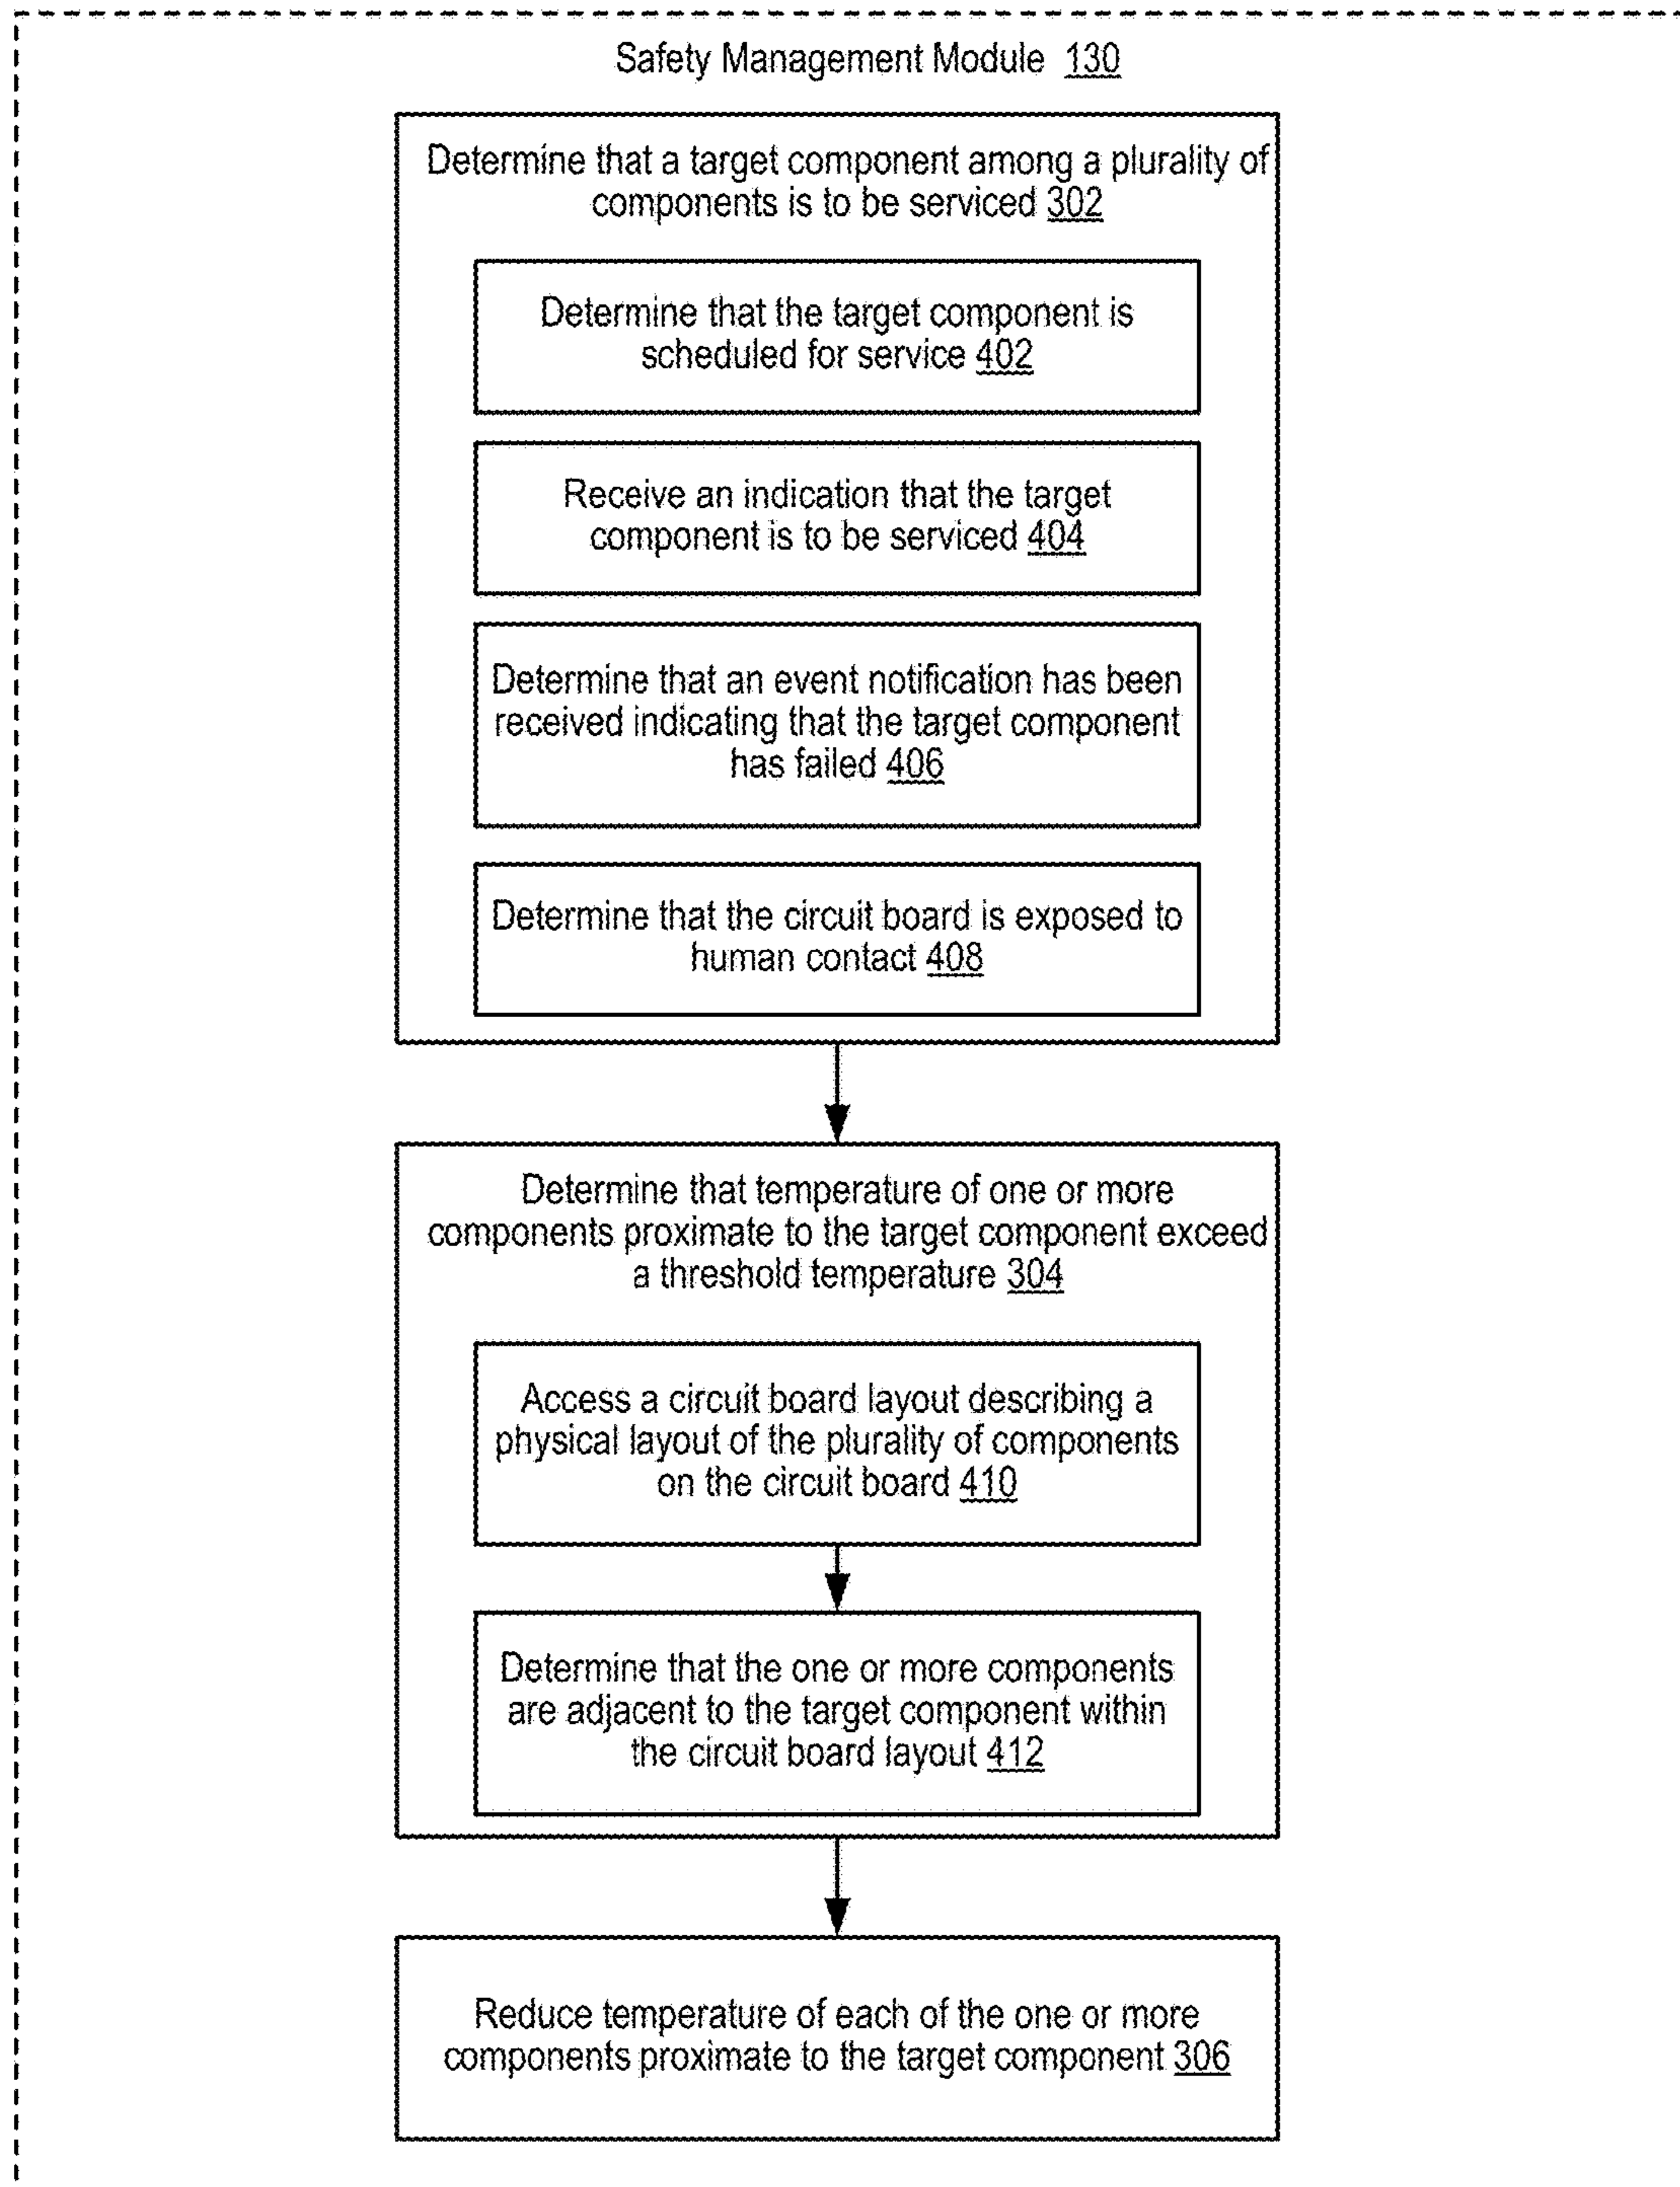 Safety Management Module 130
Determine that a target component among a plurality of
components is to be serviced 302
Determine that the target component is
scheduled for service 402
Receive an indication that the target
component is to be serviced 404
Determine that an event notification has been
received indicating that the target component
has failed 406
Determine that the circuit board is exposed to
human contact 408
Determine that temperature of one or more
components proximate to the target component exceed
a threshold temperature 304
Access a circuit board layout describing a
physical layout of the plurality of components
on the circuit board 410
Determine that the one or more components
are adjacent to the target component within
the circuit board layout 412
Reduce temperature of each of the one or more
components proximate to the target component 306